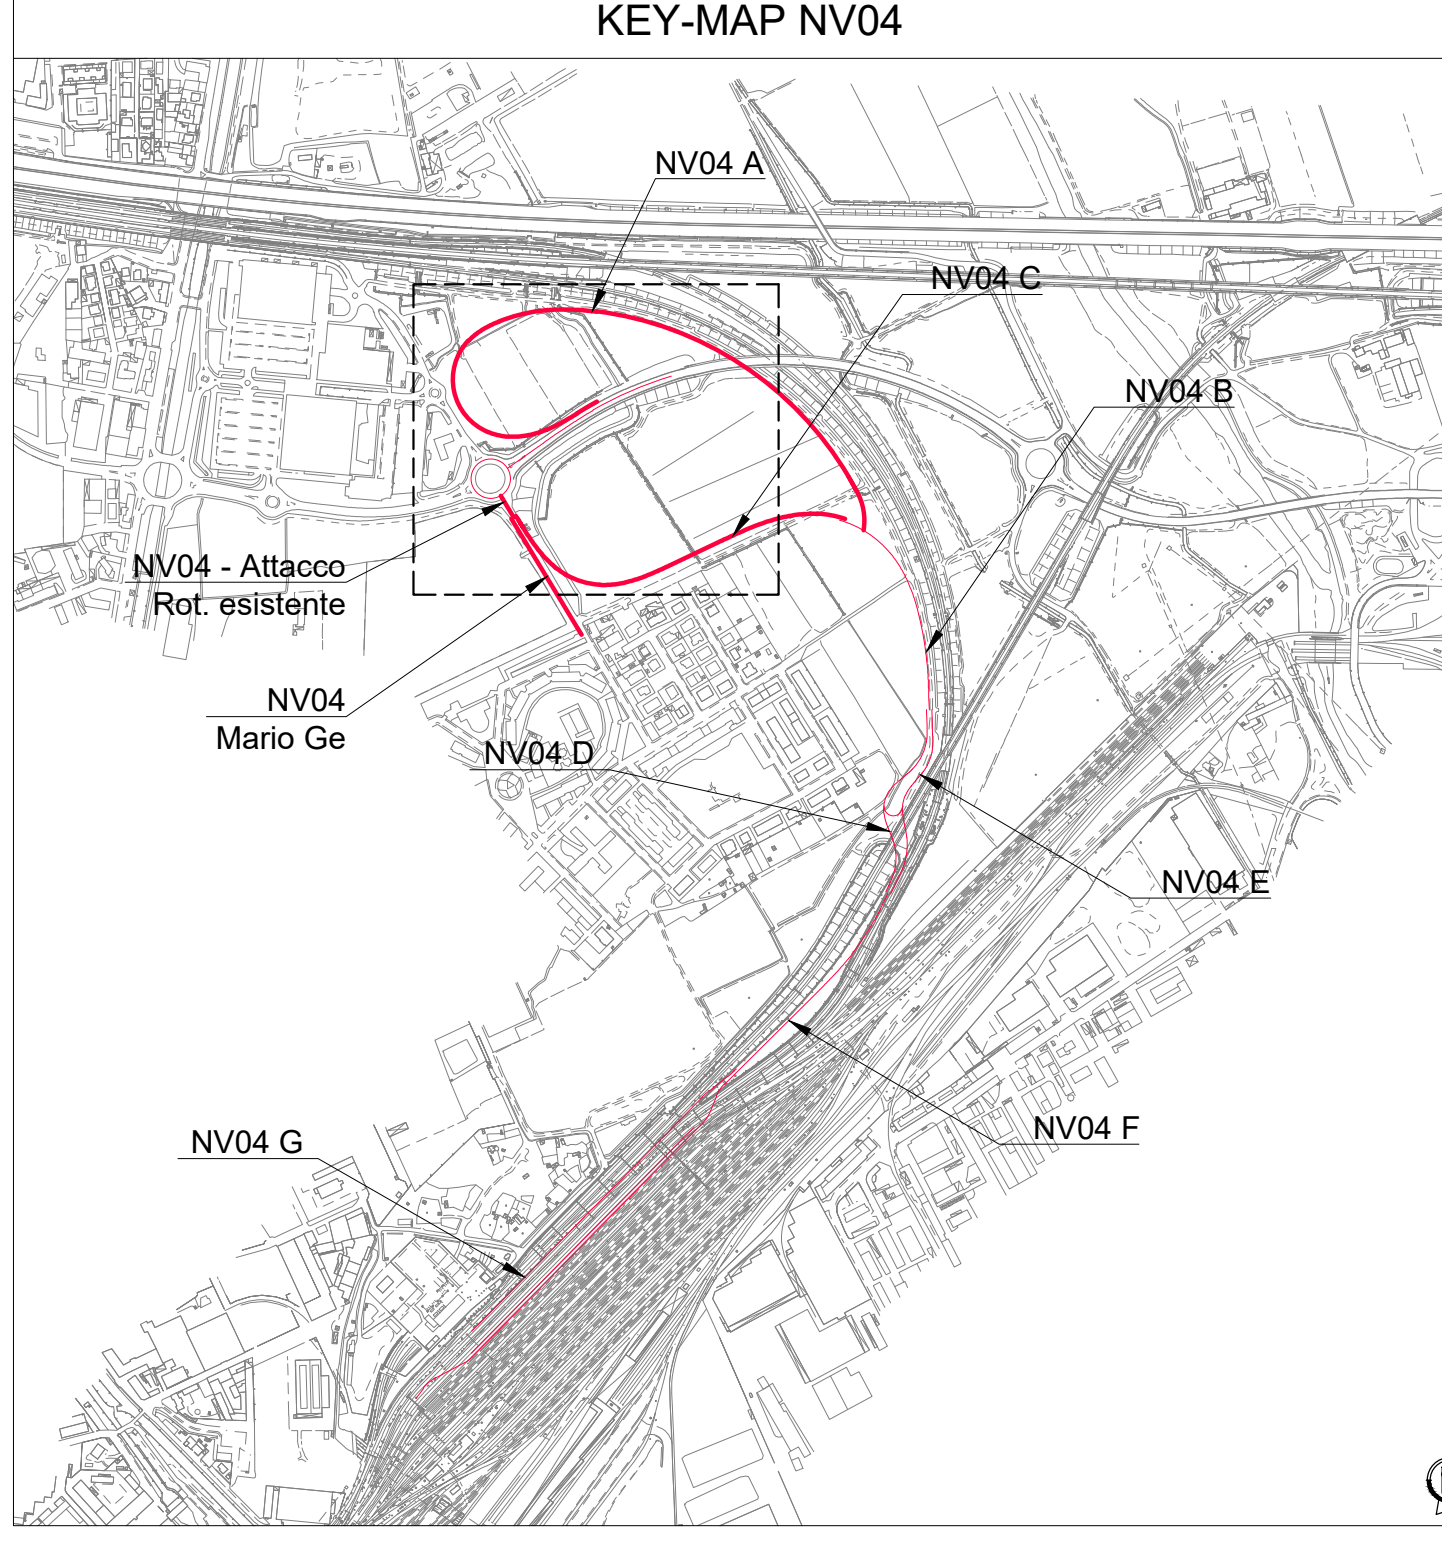 KEY-MAP NV04
NV04 A
NV04 C
NV04 B
NV04 - Attacco
Rot. esistente
NV04
Mario Ge
NV04 D
NV04 E
NV04 F
NV04 G